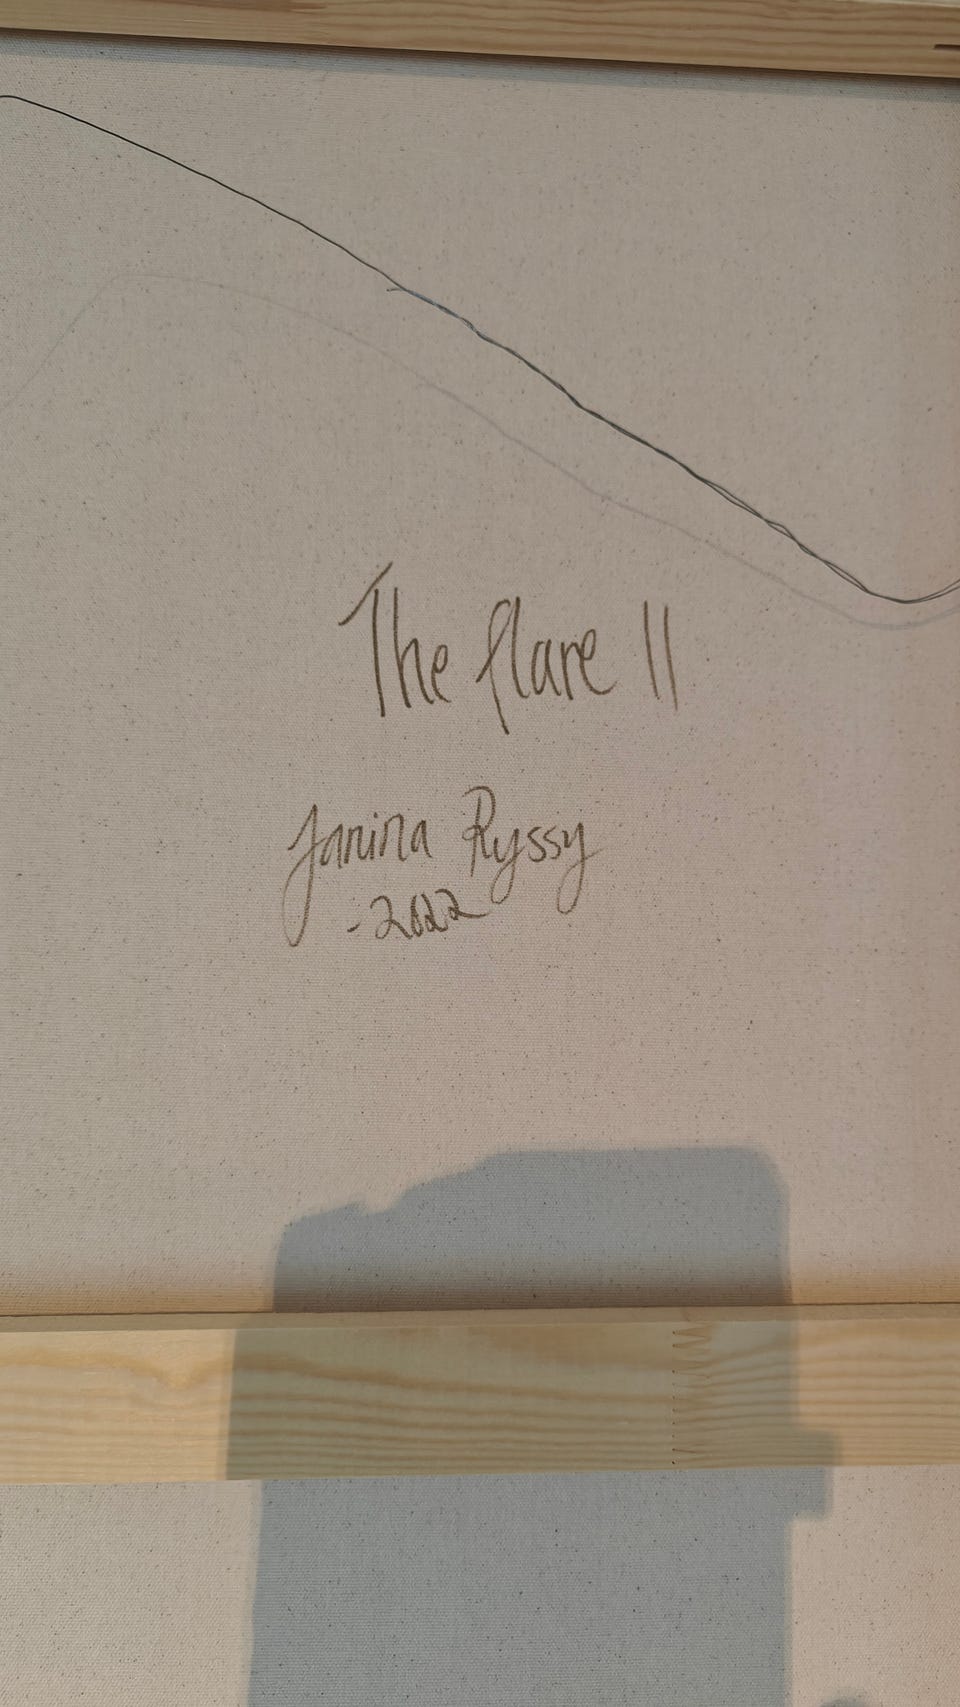 The flare II
Janina Ryssy
-2022